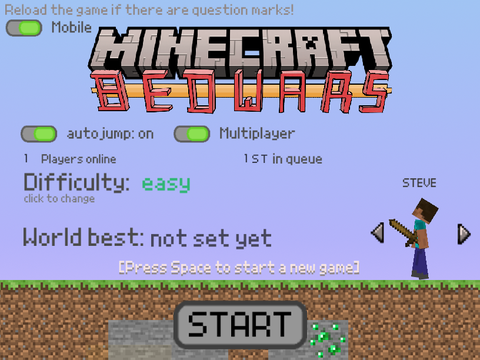 Reload the game if there are question marks!
Mobile
MINECRAFT
BEDWARS
auto jump: on Multiplayer
1 Players online 1 ST in queue
Difficulty: easy
click to change
STEVE
World best: not set yet
[Press Space to start a new game]
START